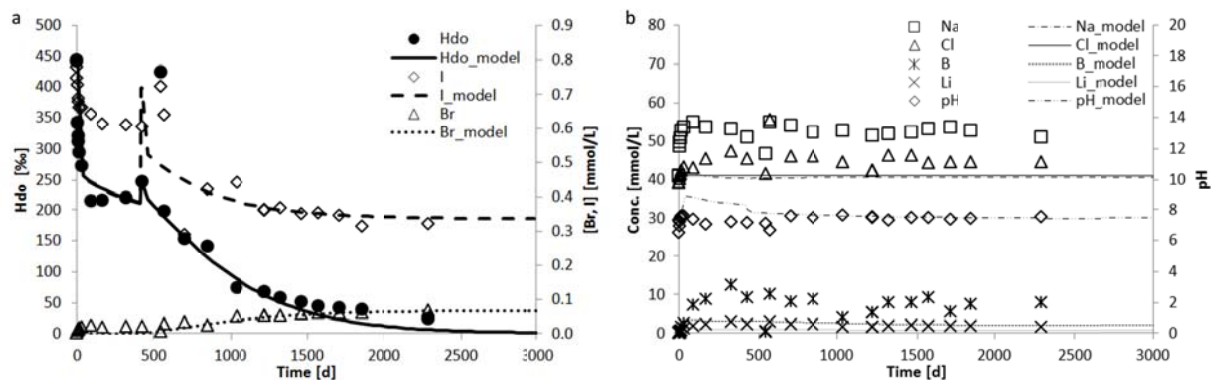 a
500
450
400
350
300
250
200
150
100
50
0
Hdo [‰]
0.9
0.8
0.7
0.6
0.5
0.4
0.3
0.2
0.1
0.0
[Br, I] [mmol/L]
Hdo
Hdo_model
I
I_model
Br
Br_model
0 500 1000 1500 2000 2500 3000
Time [d]
b
80
70
60
50
40
30
20
10
0
Conc. [mmol/L]
20
18
16
14
12
10
8
6
4
2
0
pH
Na Na_model
Cl Cl_model
B B_model
Li Li_model
pH pH_model
0 500 1000 1500 2000 2500 3000
Time [d]